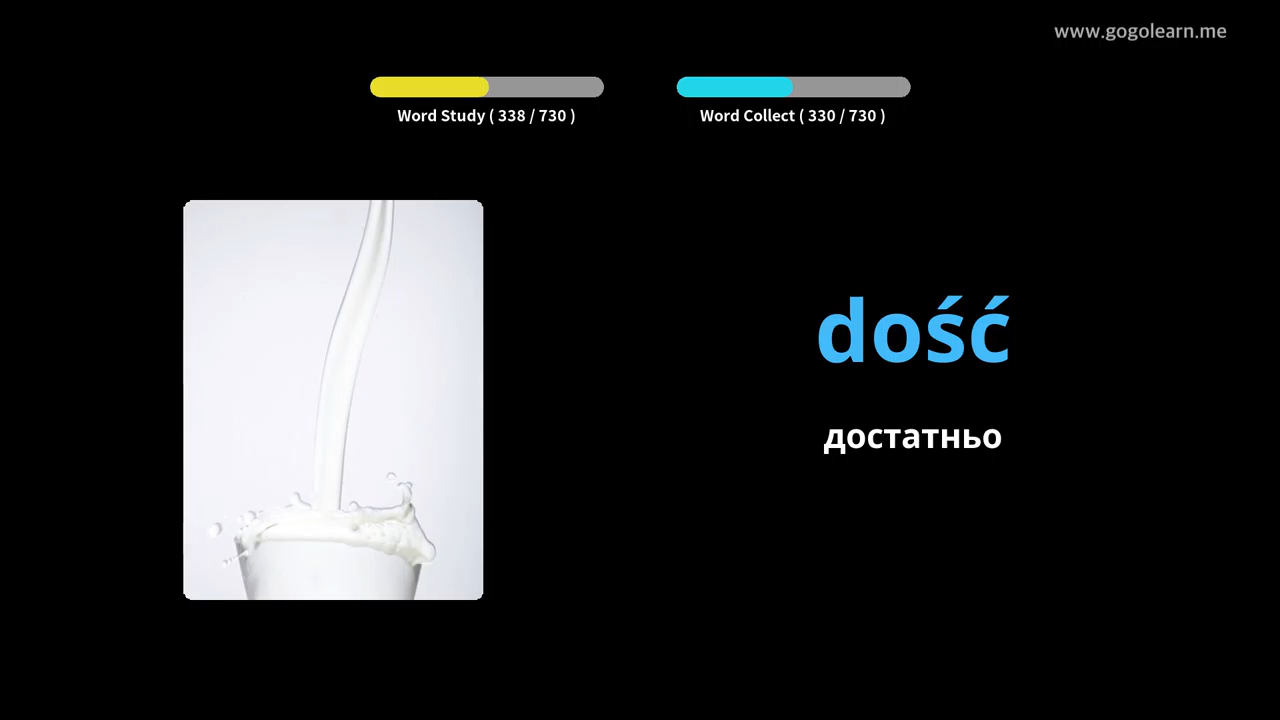 www.gogolearn.me
Word Study ( 338 / 730 )
Word Collect ( 330 / 730 )
dość
достатньо